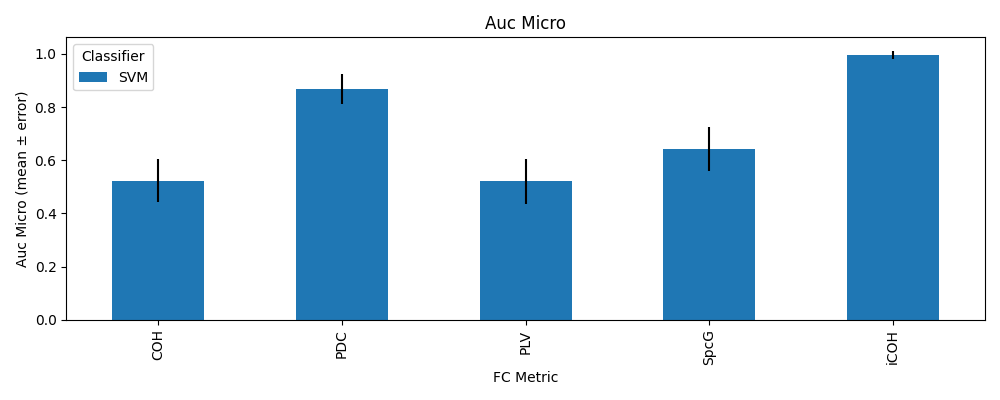 Auc Micro
Classifier
SVM
Auc Micro (mean ± error)
1.0
0.8
0.6
0.4
0.2
0.0
COH
PDC
PLV
SpcG
iCOH
FC Metric